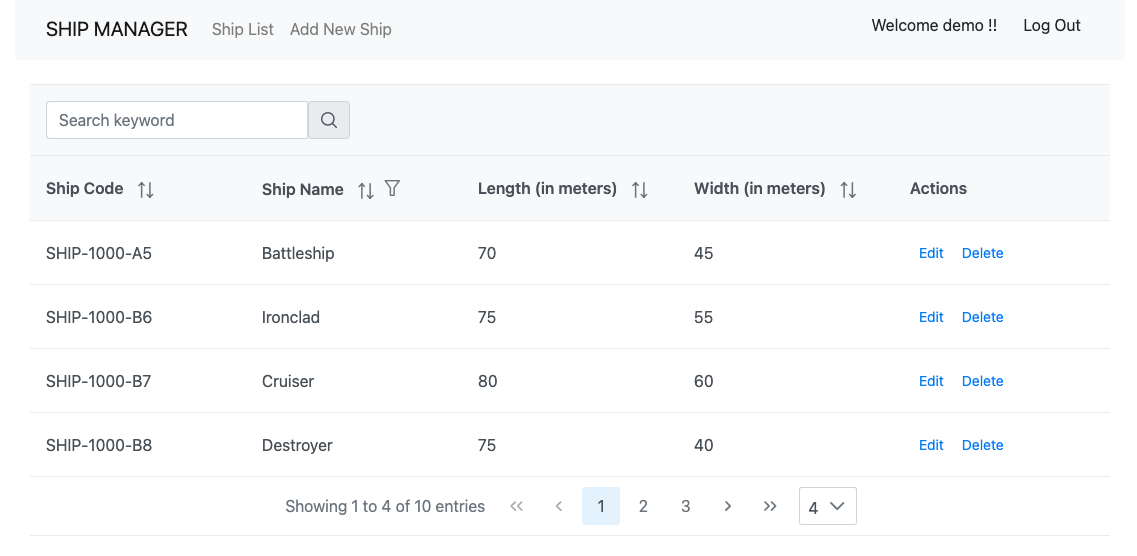 SHIP MANAGER Ship List Add New Ship Welcome demo !! Log Out
Search keyword
Ship Code Ship Name Length (in meters) Width (in meters) Actions
SHIP-1000-A5 Battleship 70 45 Edit Delete
SHIP-1000-B6 Ironclad 75 55 Edit Delete
SHIP-1000-B7 Cruiser 80 60 Edit Delete
SHIP-1000-B8 Destroyer 75 40 Edit Delete
Showing 1 to 4 of 10 entries « ‹ 1 2 3 › » 4